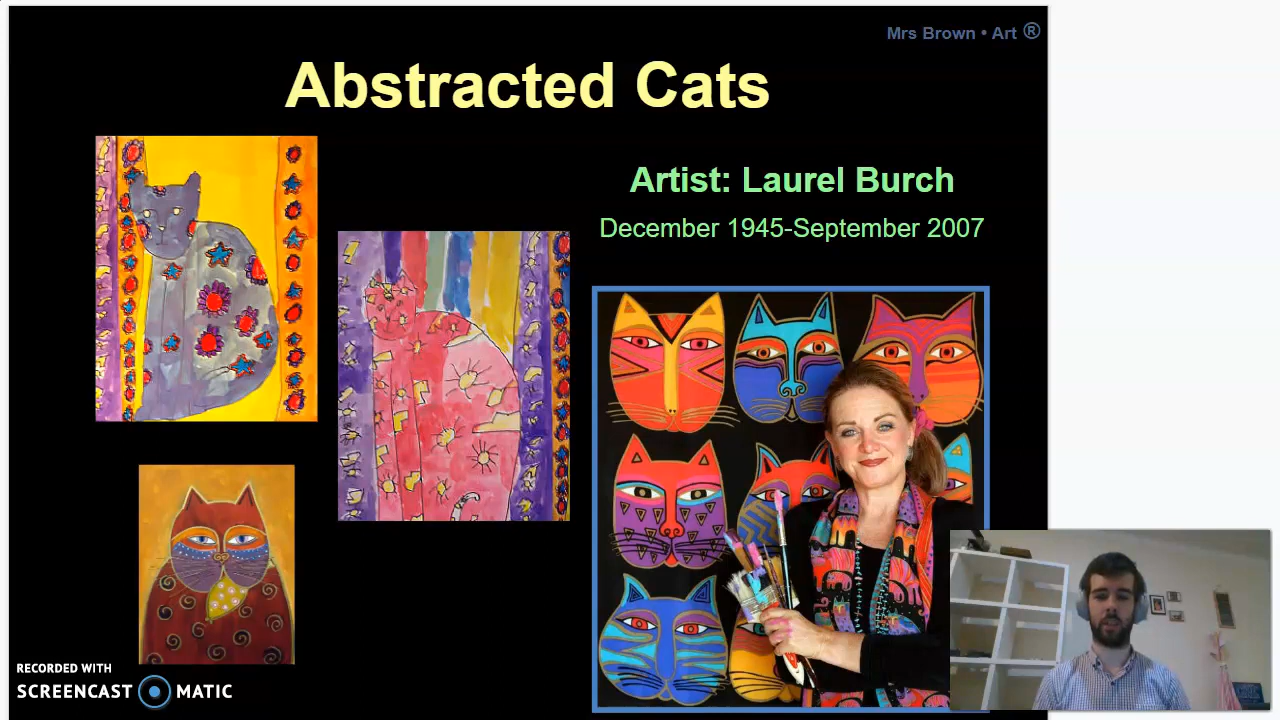 Mrs Brown • Art ®
Abstracted Cats
Artist: Laurel Burch
December 1945-September 2007
RECORDED WITH
SCREENCAST MATIC